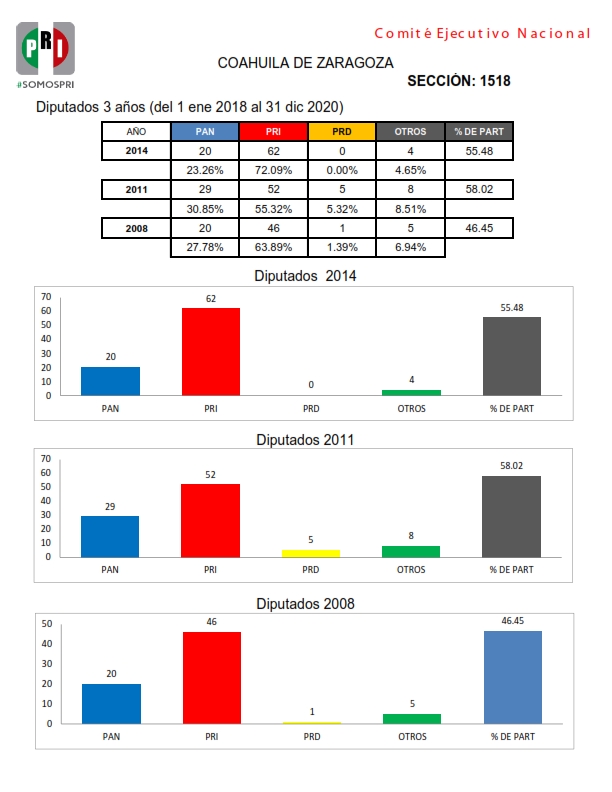 PRI
#SOMOSPRI
Comité Ejecutivo Nacional
COAHUILA DE ZARAGOZA
SECCIÒN: 1518
Diputados 3 años (del 1 ene 2018 al 31 dic 2020)
AÑO PAN PRI PRD OTROS % DE PART
2014 20 62 0 4 55.48
23.26% 72.09% 0.00% 4.65%
2011 29 52 5 8 58.02
30.85% 55.32% 5.32% 8.51%
2008 20 46 1 5 46.45
27.78% 63.89% 1.39% 6.94%
Diputados 2014
70
60
50
40
30
20
10
0
20 62 0 4 55.48
PAN PRI PRD OTROS % DE PART
Diputados 2011
70
60
50
40
30
20
10
0
29 52 5 8 58.02
PAN PRI PRD OTROS % DE PART
Diputados 2008
50
40
30
20
10
0
20 46 1 5 46.45
PAN PRI PRD OTROS % DE PART